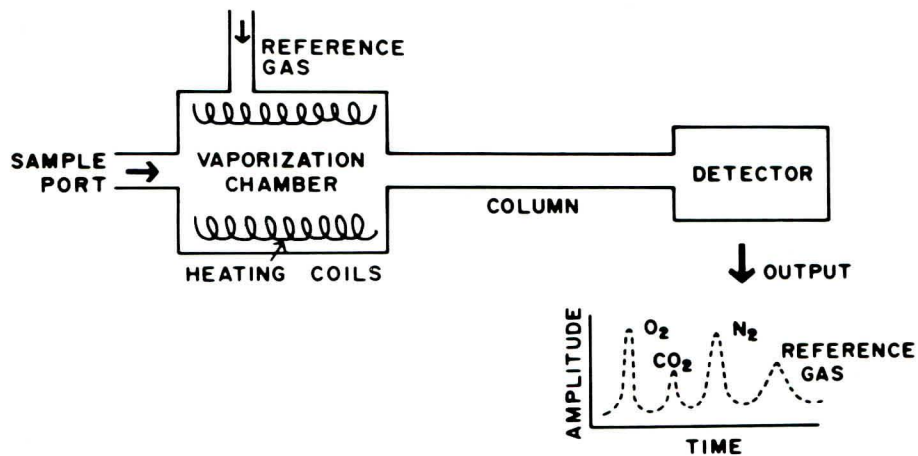 REFERENCE
GAS
SAMPLE
PORT
VAPORIZATION
CHAMBER
DETECTOR
COLUMN
HEATING COILS
OUTPUT
AMPLITUDE
O₂
CO₂
N₂
REFERENCE
GAS
TIME